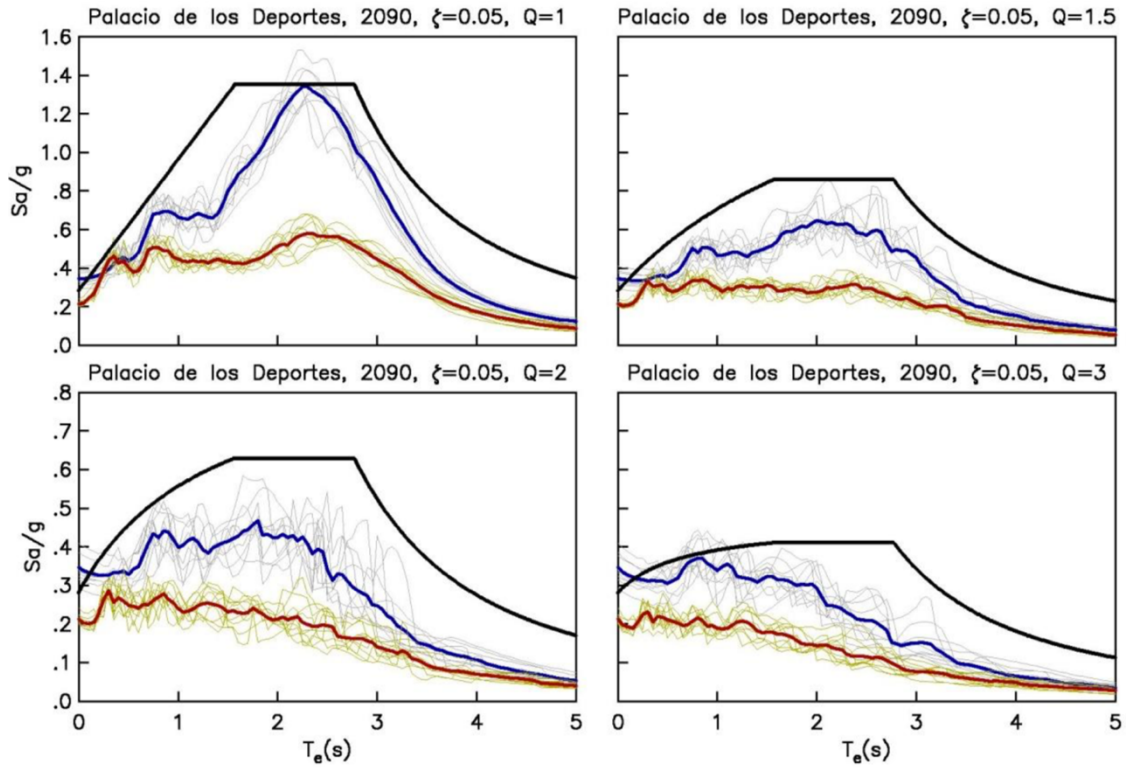 Palacio de los Deportes, 2090, ζ=0.05, Q=1
Palacio de los Deportes, 2090, ζ=0.05, Q=1.5
1.6
1.4
1.2
1.0
.8
.6
.4
.2
.0
Sa/g
Palacio de los Deportes, 2090, ζ=0.05, Q=2
Palacio de los Deportes, 2090, ζ=0.05, Q=3
.8
.7
.6
.5
.4
.3
.2
.1
.0
Sa/g
0 1 2 3 4 5
0 1 2 3 4 5
Te(s)
Te(s)